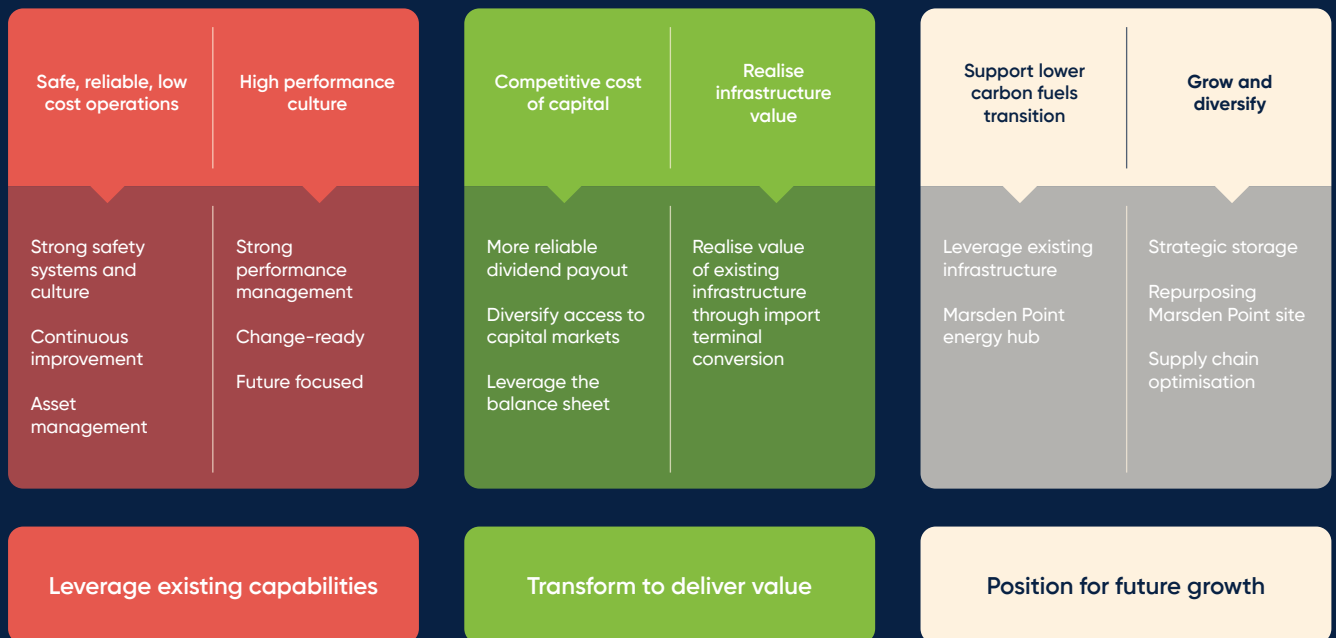 Safe, reliable, low
cost operations
High performance
culture
Strong safety
systems and
culture
Continuous
improvement
Asset
management
Strong
performance
management
Change-ready
Future focused
Leverage existing capabilities
Competitive cost
of capital
Realise
infrastructure
value
More reliable
dividend payout
Diversify access to
capital markets
Leverage the
balance sheet
Realise value
of existing
infrastructure
through import
terminal
conversion
Transform to deliver value
Support lower
carbon fuels
transition
Grow and
diversify
Leverage existing
infrastructure
Marsden Point
energy hub
Strategic storage
Repurposing
Marsden Point site
Supply chain
optimisation
Position for future growth